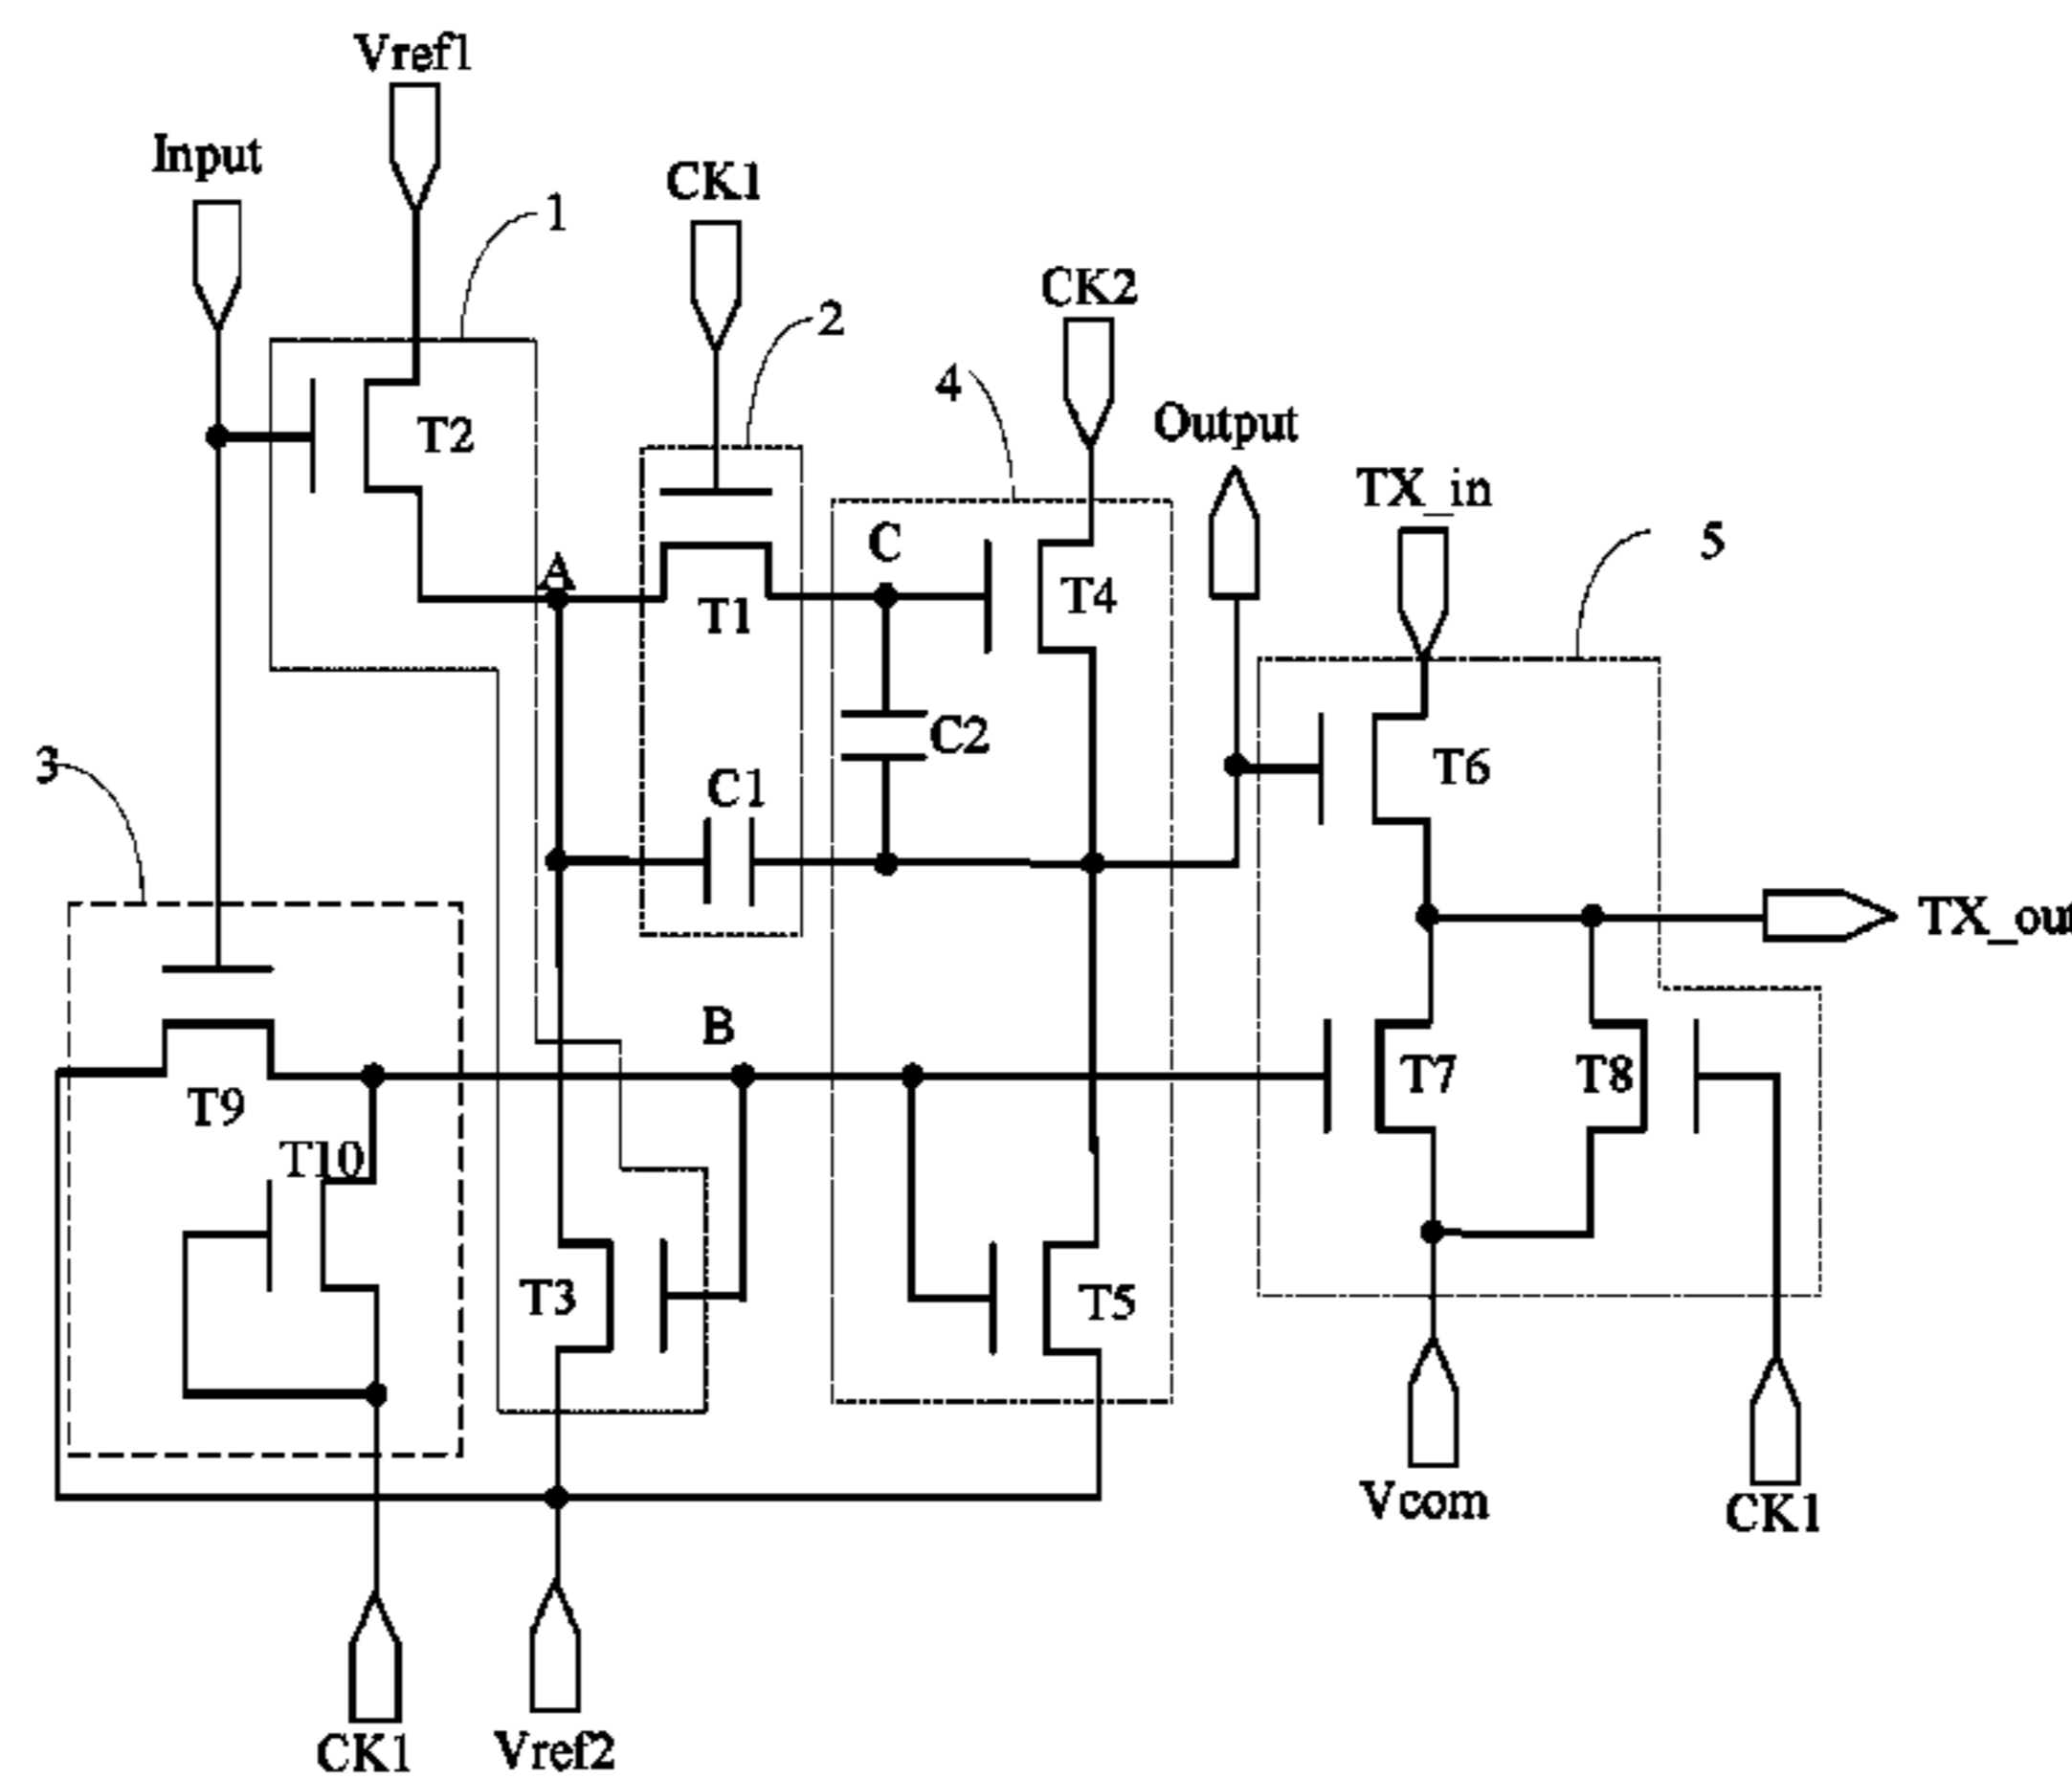 Vref1
Input
CK1
1
CK2
2
4
Output
TX_in
5
C
A
T2
T1
T4
T6
C2
C1
3
TX_out
B
T9
T10
T7
T8
T3
T5
Vcom
CK1
CK1
Vref2